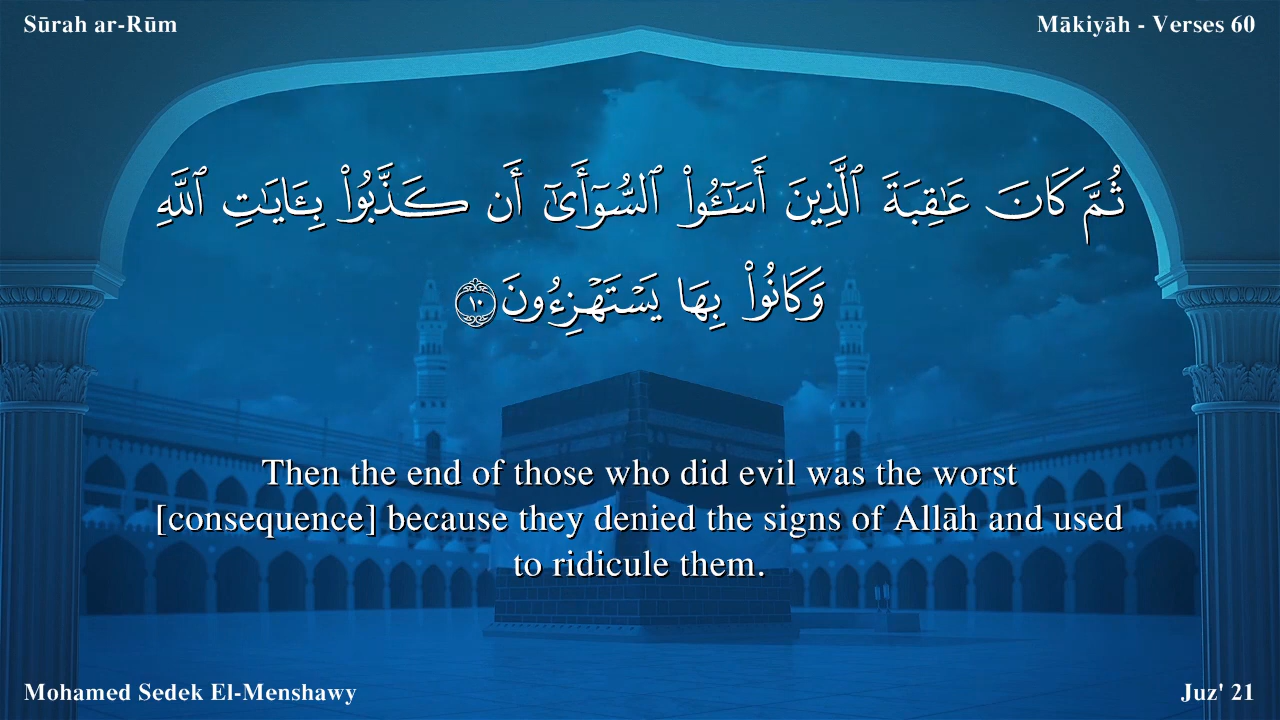 Sūrah ar-Rūm
Mākiyāh - Verses 60
ثُمَّ كَانَ عَٰقِبَةَ ٱلَّذِينَ أَسَٰٓـُٔوا۟ ٱلسُّوٓأَىٰٓ أَن كَذَّبُوا۟ بِـَٔايَٰتِ ٱللَّهِ
وَكَانُوا۟ بِهَا يَسْتَهْزِءُونَ ١٠
Then the end of those who did evil was the worst
[consequence] because they denied the signs of Allāh and used
to ridicule them.
Mohamed Sedek El-Menshawy
Juz' 21